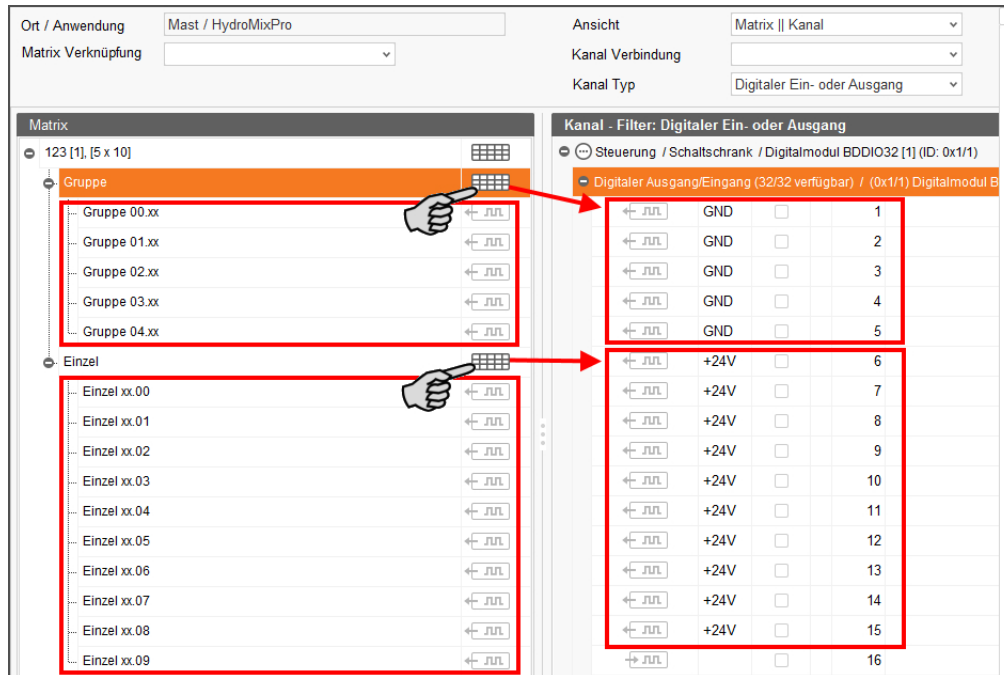 Ort / Anwendung Mast / HydroMixPro
Matrix Verknüpfung
Ansicht Matrix || Kanal
Kanal Verbindung
Kanal Typ Digitaler Ein- oder Ausgang
Matrix
123 [1], [5 x 10]
Gruppe
Gruppe 00.xx
Gruppe 01.xx
Gruppe 02.xx
Gruppe 03.xx
Gruppe 04.xx
Einzel
Einzel xx.00
Einzel xx.01
Einzel xx.02
Einzel xx.03
Einzel xx.04
Einzel xx.05
Einzel xx.06
Einzel xx.07
Einzel xx.08
Einzel xx.09
Kanal - Filter: Digitaler Ein- oder Ausgang
Steuerung / Schaltschrank / Digitalmodul BDDIO32 [1] (ID: 0x1/1)
Digitaler Ausgang/Eingang (32/32 verfügbar) / (0x1/1) Digitalmodul B
GND 1
GND 2
GND 3
GND 4
GND 5
+24V 6
+24V 7
+24V 8
+24V 9
+24V 10
+24V 11
+24V 12
+24V 13
+24V 14
+24V 15
16